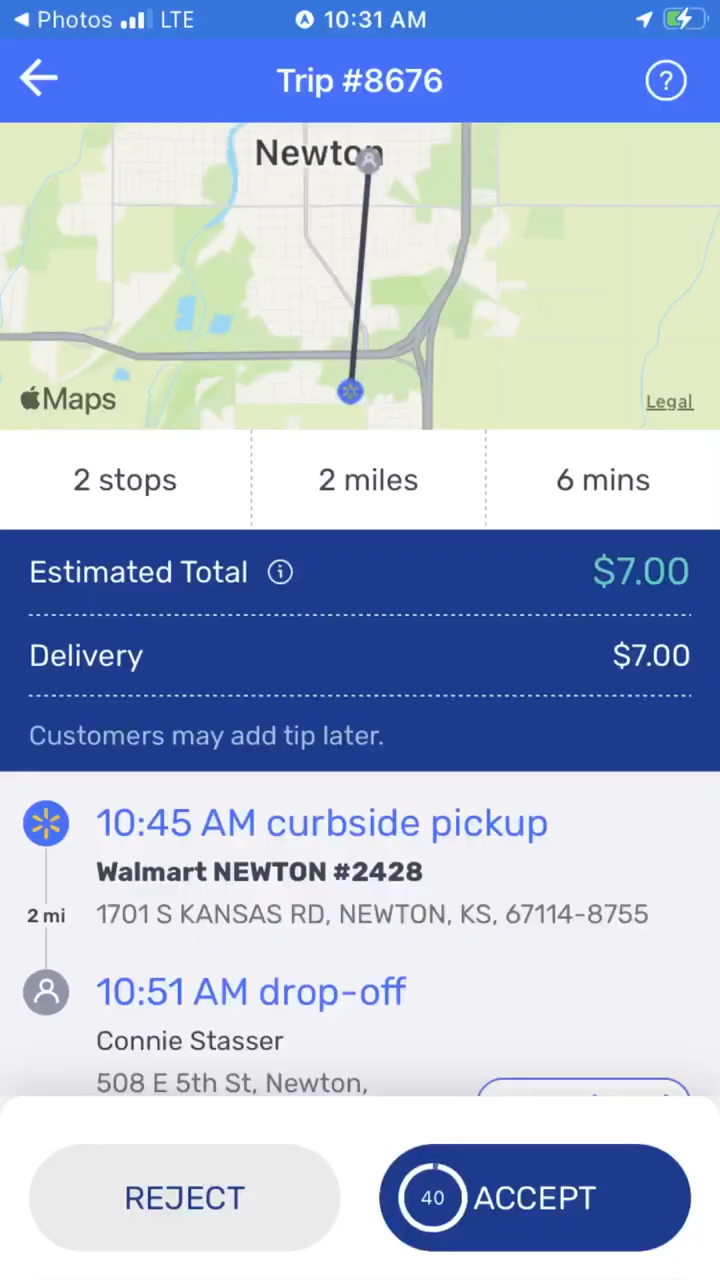 Photos LTE 10:31 AM
Trip #8676 ?
Newton
Maps Legal
2 stops 2 miles 6 mins
Estimated Total i $7.00
Delivery $7.00
Customers may add tip later.
10:45 AM curbside pickup
Walmart NEWTON #2428
2 mi 1701 S KANSAS RD, NEWTON, KS, 67114-8755
10:51 AM drop-off
Connie Stasser
508 E 5th St, Newton,
REJECT 40 ACCEPT